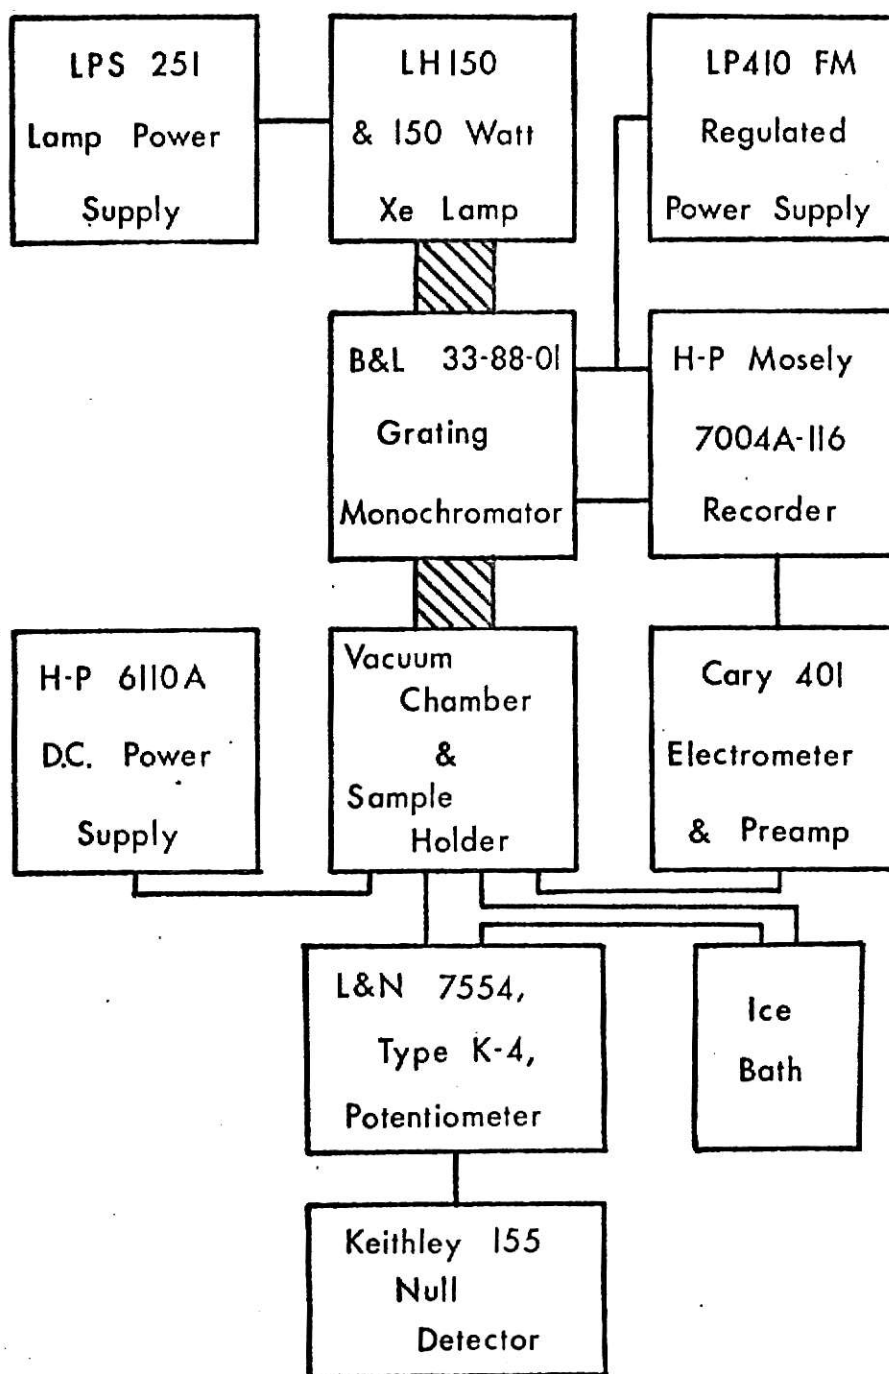 LPS 251
Lamp Power
Supply
LH150
& 150 Watt
Xe Lamp
LP410 FM
Regulated
Power Supply
B&L 33-88-01
Grating
Monochromator
H-P Mosely
7004A-116
Recorder
H-P 6110A
D.C. Power
Supply
Vacuum
Chamber
&
Sample
Holder
Cary 401
Electrometer
& Preamp
L&N 7554,
Type K-4,
Potentiometer
Ice
Bath
Keithley 155
Null
Detector